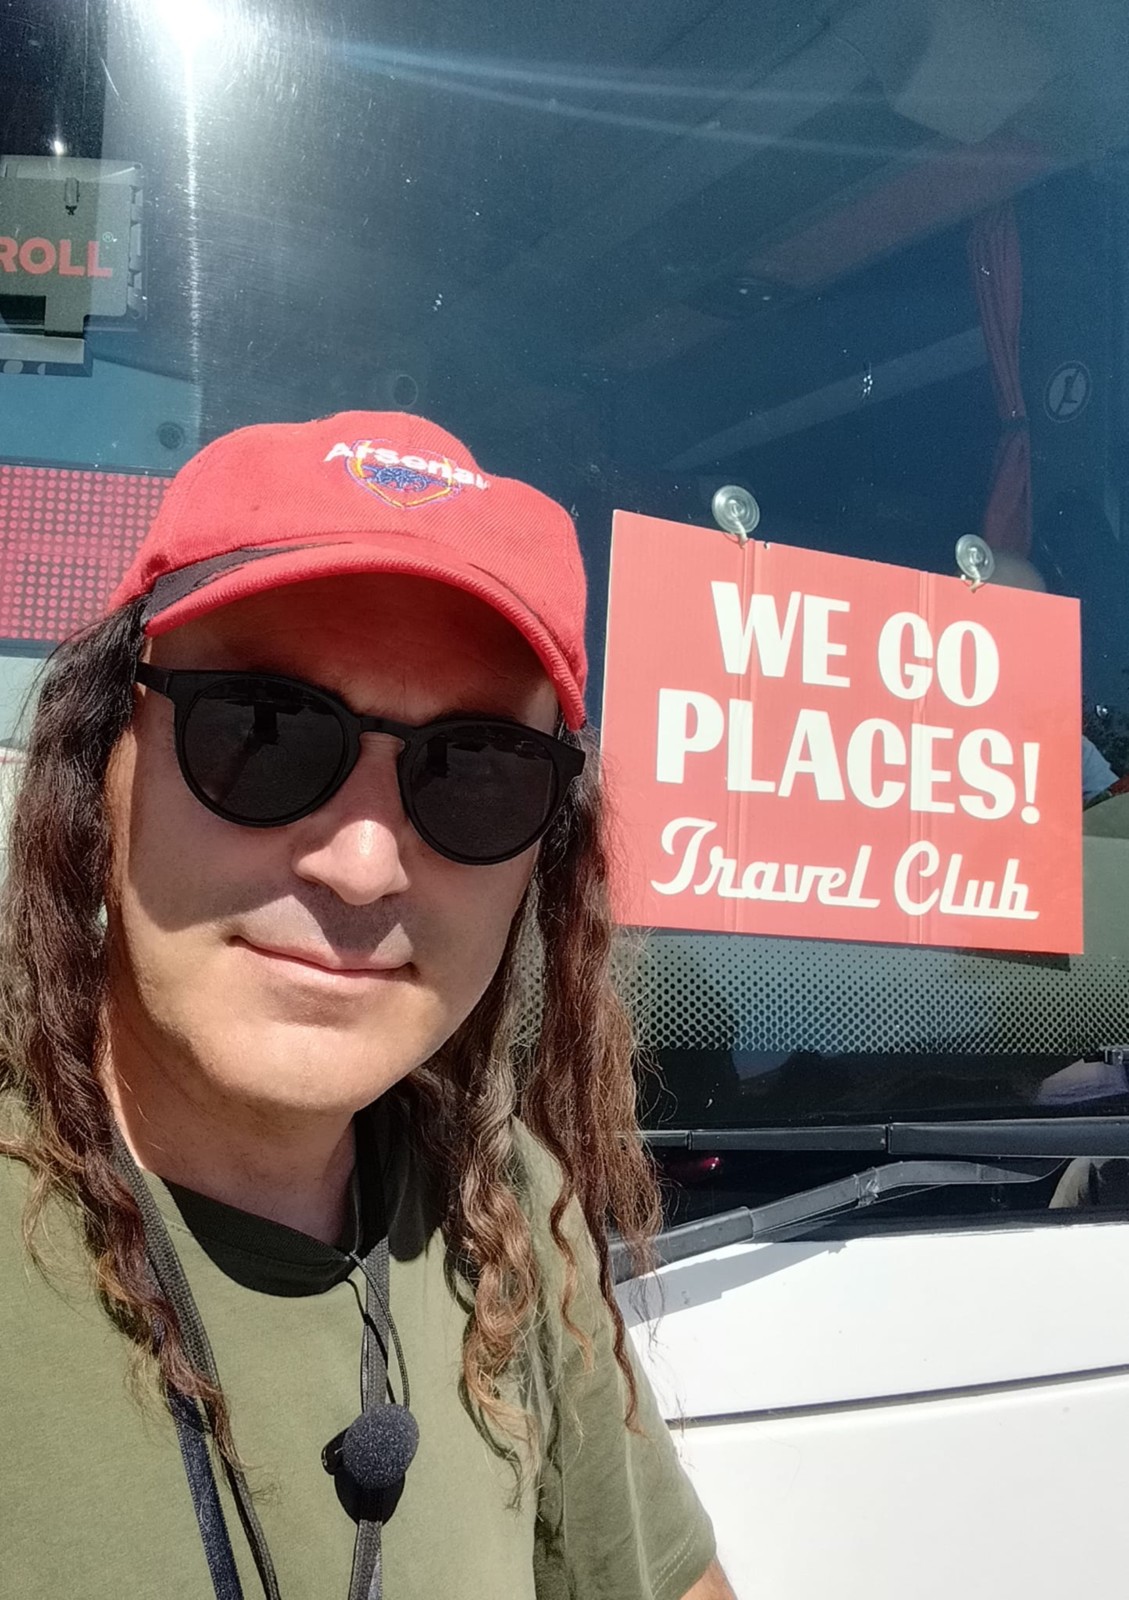 ROLL®
Arsenal
WE GO
PLACES!
Travel Club